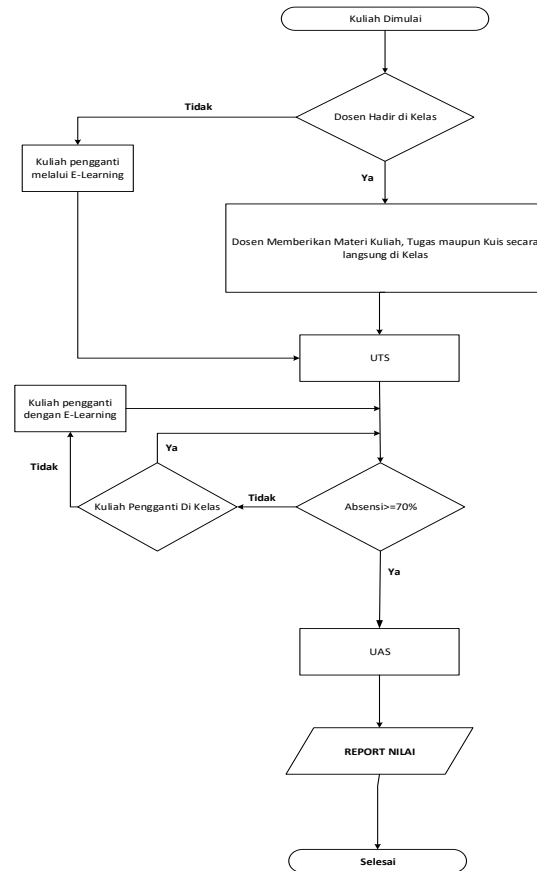 Kuliah Dimulai
Dosen Hadir di Kelas
Tidak
Kuliah pengganti
melalui E-Learning
Ya
Dosen Memberikan Materi Kuliah, Tugas maupun Kuis secara
langsung di Kelas
UTS
Kuliah pengganti
dengan E-Learning
Ya
Tidak
Kuliah Pengganti Di Kelas
Tidak
Absensi>=70%
Ya
UAS
REPORT NILAI
Selesai